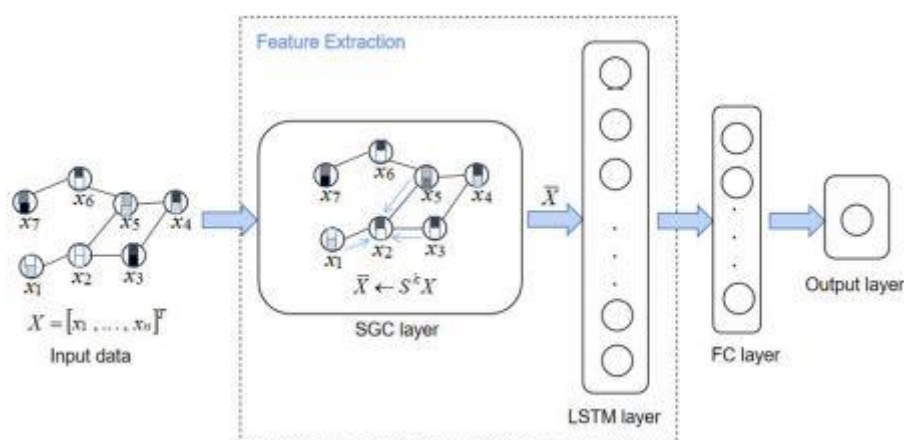 Feature Extraction
x7
x6
x5
x4
x1
x2
x3
X = [x1 , ... , xn]^T
Input data
x7
x6
x5
x4
x1
x2
x3
X̄ ← S^k X
SGC layer
X̄
LSTM layer
FC layer
Output layer